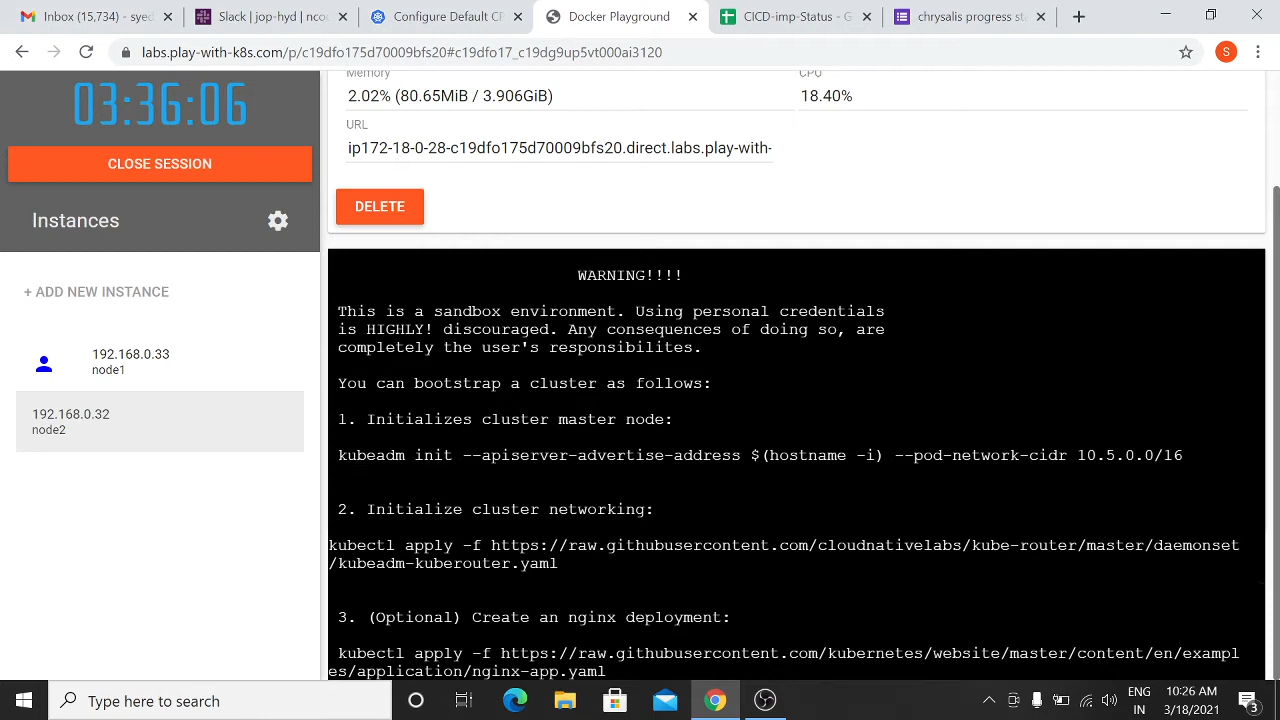 Inbox (15,734) - syed
Slack | jop-hyd | ncod
Configure Default CP
Docker Playground
CICD-imp-Status - G
chrysalis progress sta
labs.play-with-k8s.com/p/c19dfo175d70009bfs20#c19dfo17_c19dg9up5vt000ai3120
S
03:36:06
CLOSE SESSION
Instances
+ ADD NEW INSTANCE
192.168.0.33
node1
192.168.0.32
node2
Memory
CPU
2.02% (80.65MiB / 3.906GiB)
18.40%
URL
ip172-18-0-28-c19dfo175d70009bfs20.direct.labs.play-with-
DELETE
WARNING!!!!
This is a sandbox environment. Using personal credentials
is HIGHLY! discouraged. Any consequences of doing so, are
completely the user's responsibilites.
You can bootstrap a cluster as follows:
1. Initializes cluster master node:
kubeadm init --apiserver-advertise-address $(hostname -i) --pod-network-cidr 10.5.0.0/16
2. Initialize cluster networking:
kubectl apply -f https://raw.githubusercontent.com/cloudnativelabs/kube-router/master/daemonset
/kubeadm-kuberouter.yaml
3. (Optional) Create an nginx deployment:
kubectl apply -f https://raw.githubusercontent.com/kubernetes/website/master/content/en/exampl
es/application/nginx-app.yaml
Type here to search
ENG
IN
10:26 AM
3/18/2021
3